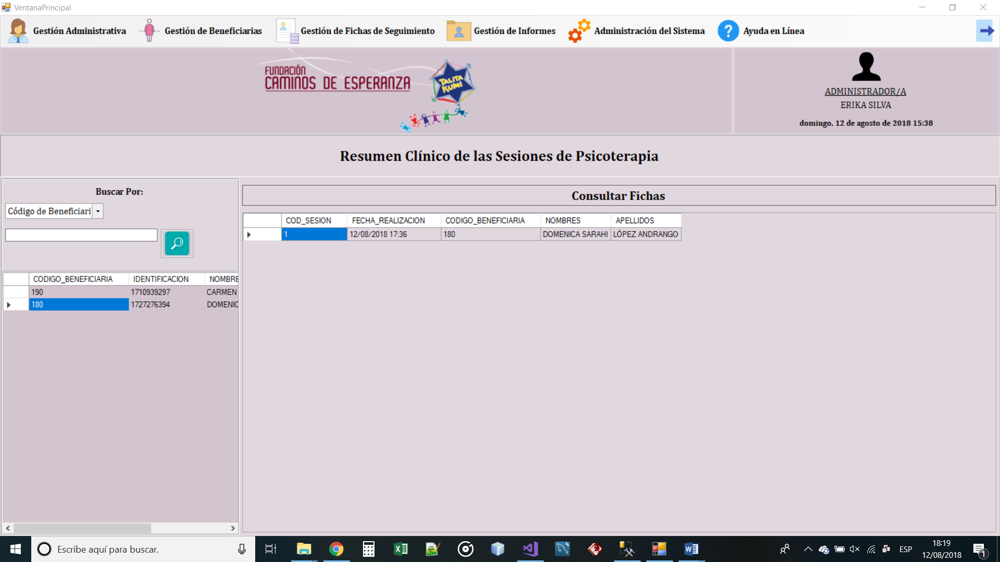 VentanaPrincipal
Gestión Administrativa Gestión de Beneficiarias Gestión de Fichas de Seguimiento Gestión de Informes Administración del Sistema ? Ayuda en Línea
FUNDACIÓN
CAMINOS DE ESPERANZA
TALITA
KUMI
ADMINISTRADOR/A
ERIKA SILVA
domingo, 12 de agosto de 2018 15:38
Resumen Clínico de las Sesiones de Psicoterapia
Buscar Por:
Código de Beneficiari
CODIGO_BENEFICIARIA IDENTIFICACION NOMBRE
190 1710939297 CARMEN
180 1727276394 DOMENIC
Consultar Fichas
COD_SESION FECHA_REALIZACION CODIGO_BENEFICIARIA NOMBRES APELLIDOS
1 12/08/2018 17:36 180 DOMENICA SARAHI LÓPEZ ANDRANGO
Escribe aquí para buscar.
ESP
18:19
12/08/2018
1